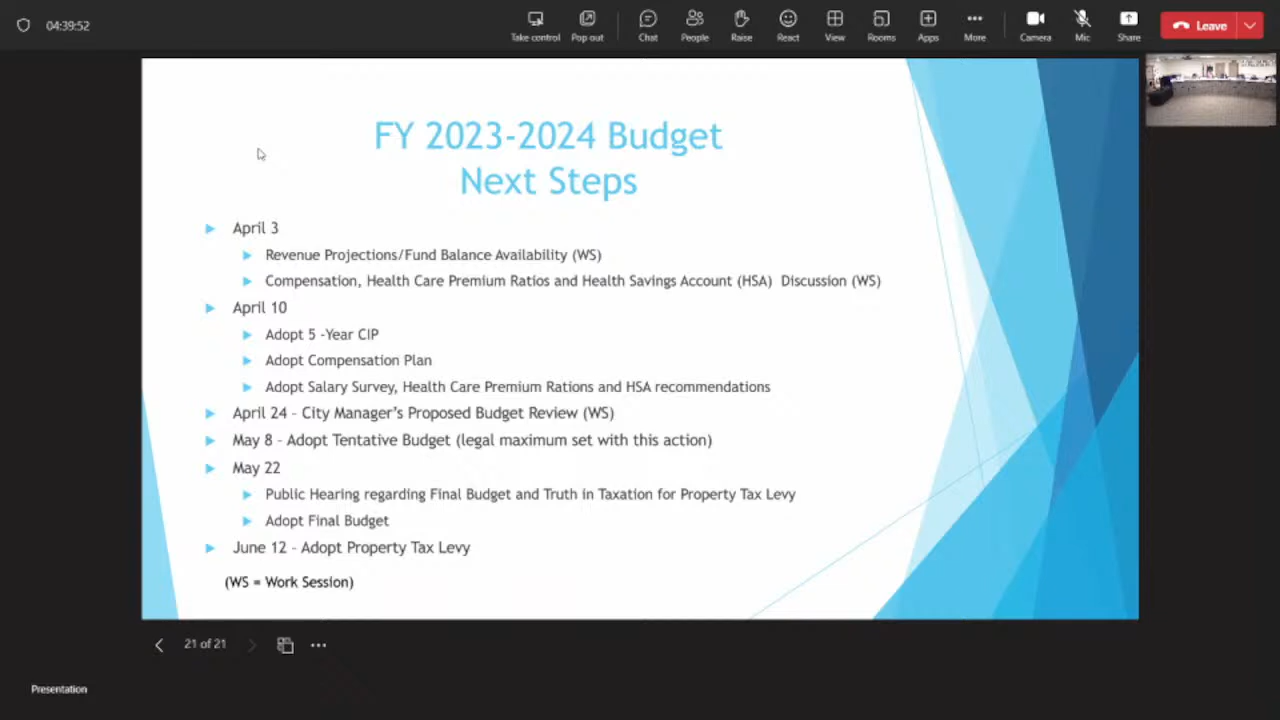 04:39:52
Take control
Pop out
Chat
People
Raise
React
View
Rooms
Apps
More
Camera
Mic
Share
Leave
FY 2023-2024 Budget
Next Steps
April 3
Revenue Projections/Fund Balance Availability (WS)
Compensation, Health Care Premium Ratios and Health Savings Account (HSA) Discussion (WS)
April 10
Adopt 5 -Year CIP
Adopt Compensation Plan
Adopt Salary Survey, Health Care Premium Rations and HSA recommendations
April 24 – City Manager's Proposed Budget Review (WS)
May 8 – Adopt Tentative Budget (legal maximum set with this action)
May 22
Public Hearing regarding Final Budget and Truth in Taxation for Property Tax Levy
Adopt Final Budget
June 12 – Adopt Property Tax Levy
(WS = Work Session)
21 of 21
Presentation